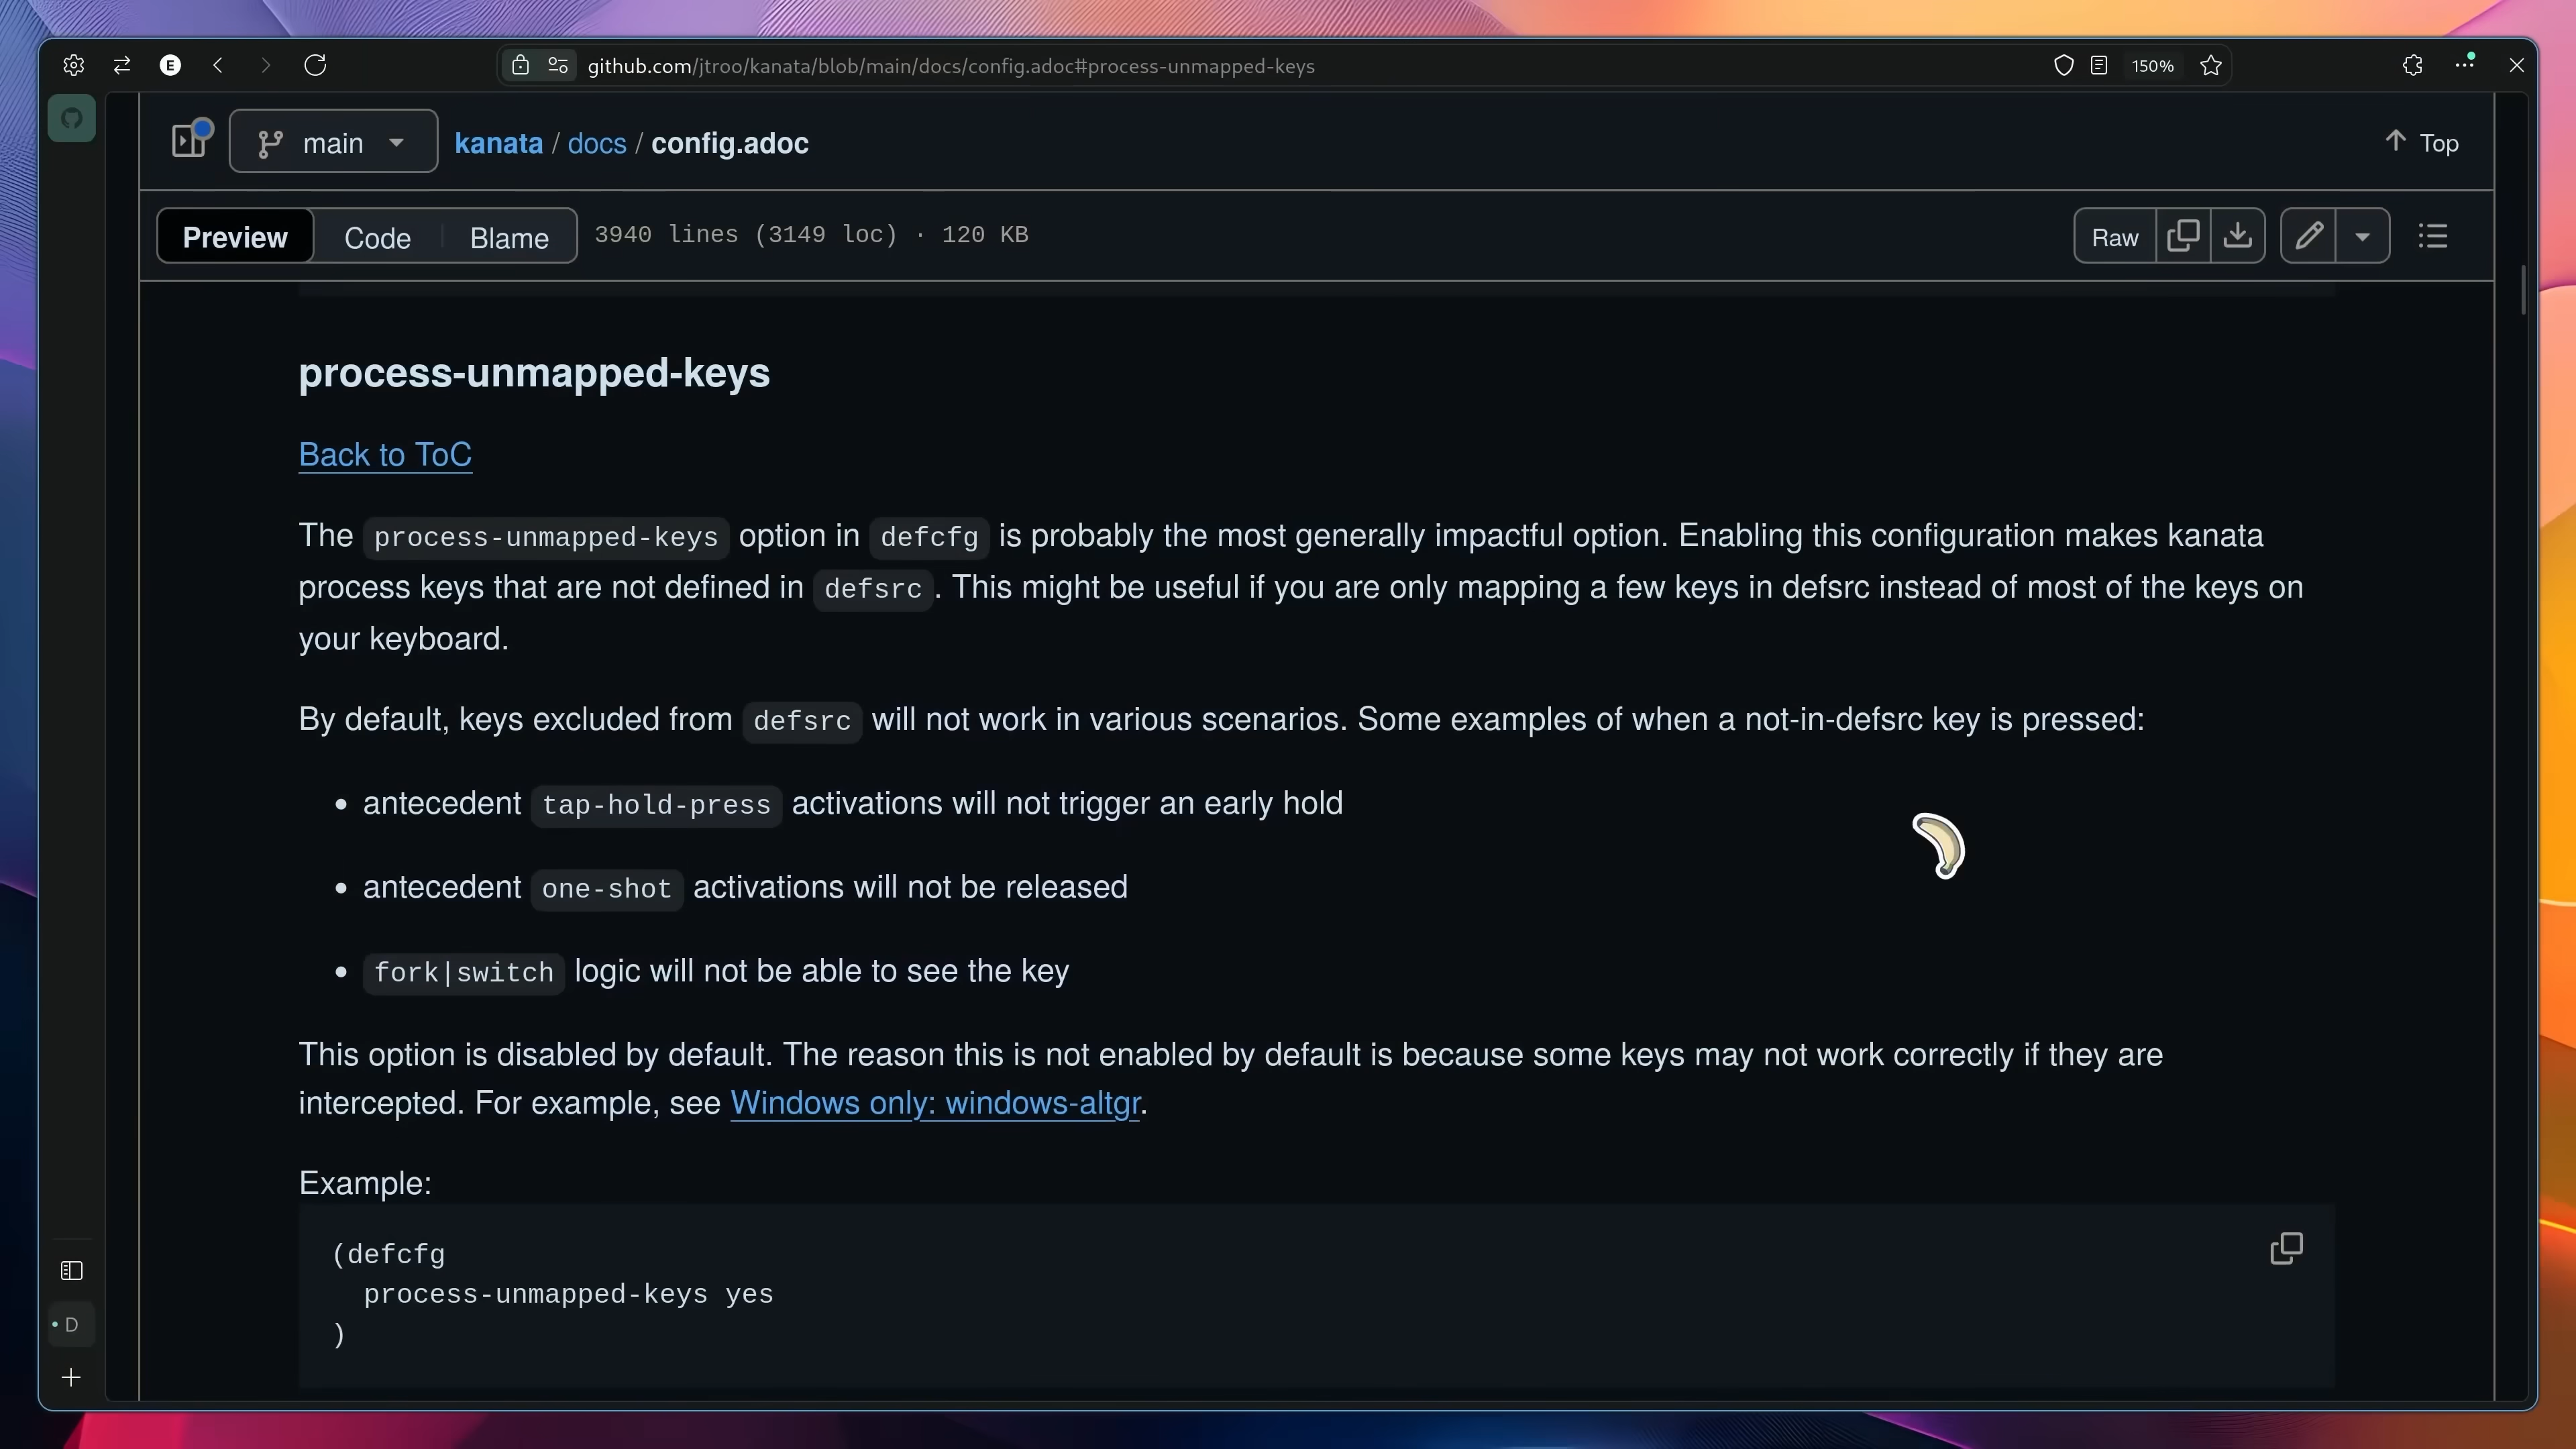 E
github.com/jtroo/kanata/blob/main/docs/config.adoc#process-unmapped-keys
150%
main
kanata / docs / config.adoc
Top
Preview
Code
Blame
3940 lines (3149 loc) · 120 KB
Raw
process-unmapped-keys
Back to ToC
The process-unmapped-keys option in defcfg is probably the most generally impactful option. Enabling this configuration makes kanata
process keys that are not defined in defsrc. This might be useful if you are only mapping a few keys in defsrc instead of most of the keys on
your keyboard.
By default, keys excluded from defsrc will not work in various scenarios. Some examples of when a not-in-defsrc key is pressed:
• antecedent tap-hold-press activations will not trigger an early hold
• antecedent one-shot activations will not be released
• fork|switch logic will not be able to see the key
This option is disabled by default. The reason this is not enabled by default is because some keys may not work correctly if they are
intercepted. For example, see Windows only: windows-altgr.
Example:
(defcfg
  process-unmapped-keys yes
)
D